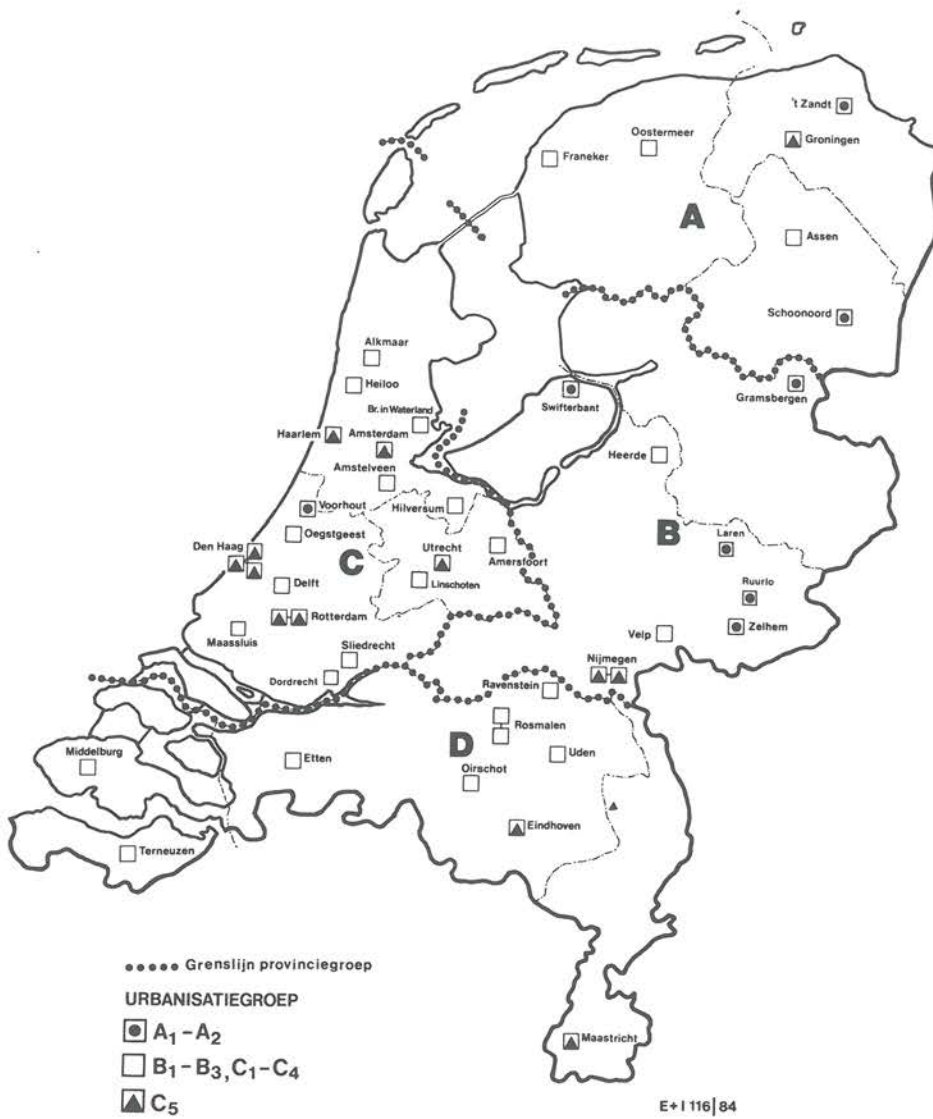 't Zandt
Groningen
Oostermeer
Franeker
A
Assen
Schoonoord
Gramsbergen
Alkmaar
Heiloo
Swifterbant
Br. in Waterland
Haarlem
Amsterdam
Heerde
Amstelveen
Voorhout
Hilversum
Oegstgeest
B
Laren
Den Haag
Utrecht
Amersfoort
C
Delft
Linschoten
Ruurlo
Rotterdam
Zelhem
Maassluis
Velp
Sliedrecht
Nijmegen
Dordrecht
Ravenstein
Rosmalen
D
Middelburg
Etten
Uden
Oirschot
Eindhoven
Terneuzen
Grenslijn provinciegroep
URBANISATIEGROEP
A1-A2
B1-B3, C1-C4
C5
Maastricht
E+I 116|84